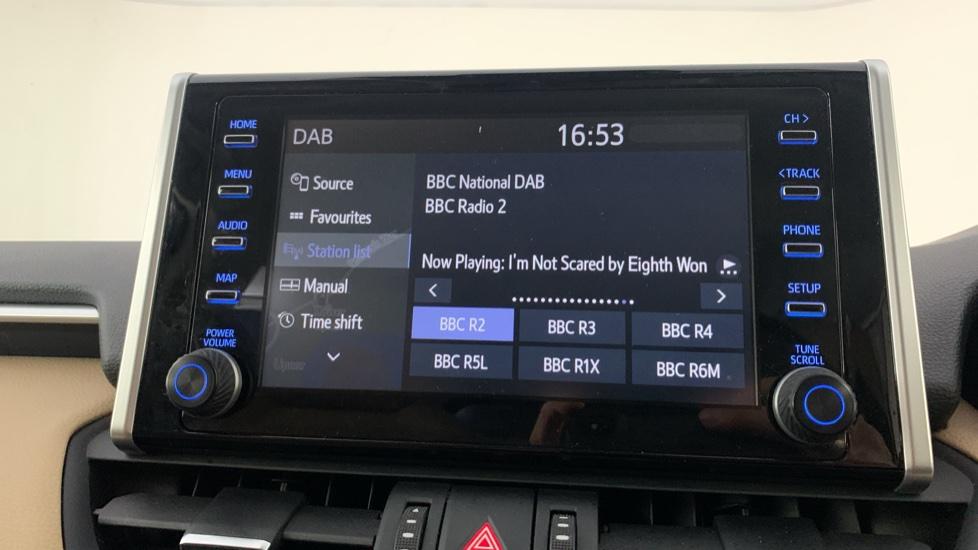 HOME
MENU
AUDIO
MAP
POWER
VOLUME
DAB
16:53
Source
Favourites
Station list
Manual
Time shift
BBC National DAB
BBC Radio 2
Now Playing: I'm Not Scared by Eighth Won
BBC R2
BBC R3
BBC R4
BBC R5L
BBC R1X
BBC R6M
CH >
<TRACK
PHONE
SETUP
TUNE
SCROLL